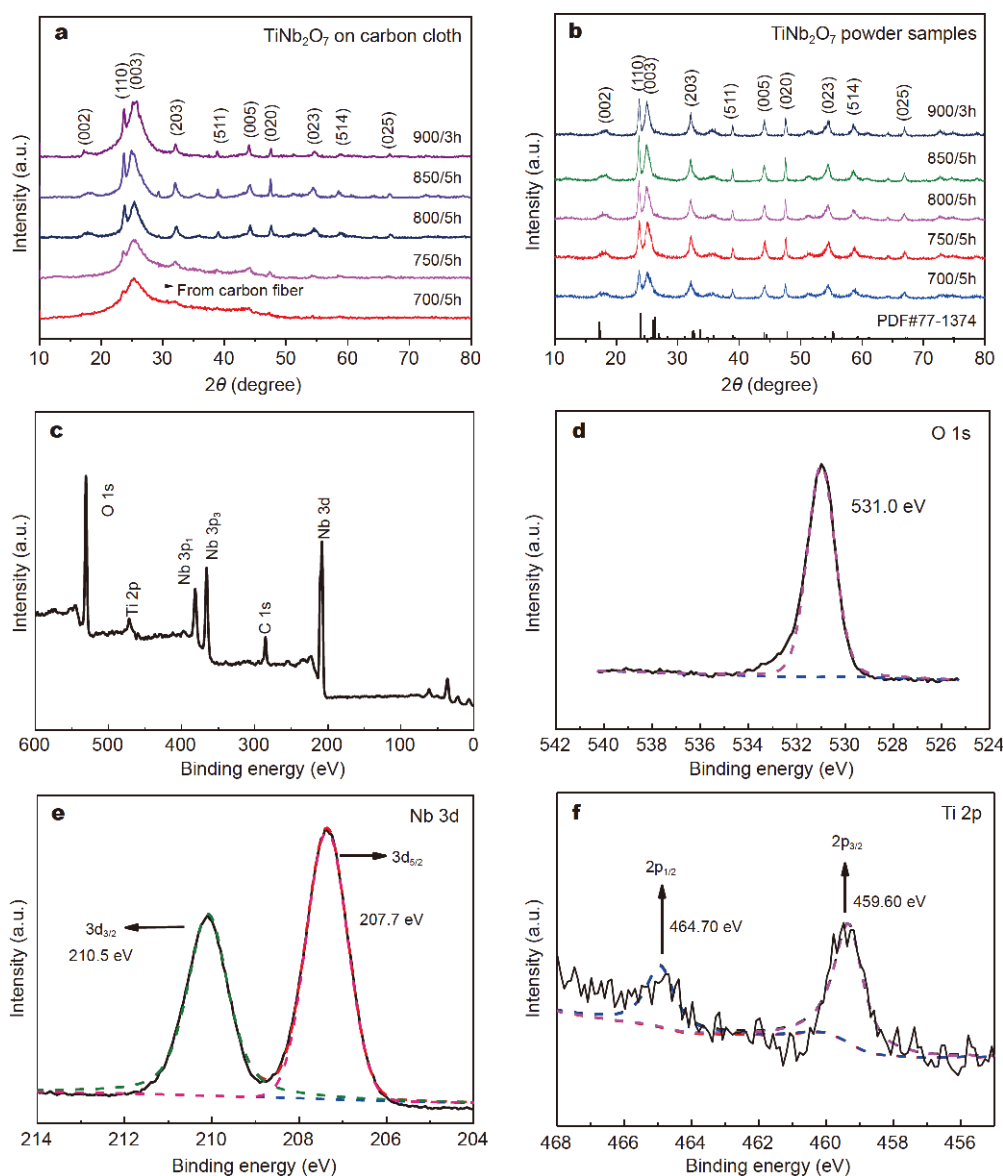 a
TiNb₂O₇ on carbon cloth
(002)
(110)
(003)
(203)
(511)
(005)
(020)
(023)
(514)
(025)
900/3h
850/5h
800/5h
750/5h
From carbon fiber
700/5h
Intensity (a.u.)
10 20 30 40 50 60 70 80
2θ (degree)
b
TiNb₂O₇ powder samples
(002)
(110)
(003)
(203)
(511)
(005)
(020)
(023)
(514)
(025)
900/3h
850/5h
800/5h
750/5h
700/5h
PDF#77-1374
Intensity (a.u.)
10 20 30 40 50 60 70 80
2θ (degree)
c
O 1s
Ti 2p
Nb 3p₁
Nb 3p₃
C 1s
Nb 3d
Intensity (a.u.)
600 500 400 300 200 100 0
Binding energy (eV)
d
O 1s
531.0 eV
Intensity (a.u.)
542 540 538 536 534 532 530 528 526 524
Binding energy (eV)
e
Nb 3d
3d₅/₂
207.7 eV
3d₃/₂
210.5 eV
Intensity (a.u.)
214 212 210 208 206 204
Binding energy (eV)
f
Ti 2p
2p₁/₂
464.70 eV
2p₃/₂
459.60 eV
Intensity (a.u.)
468 466 464 462 460 458 456
Binding energy (eV)